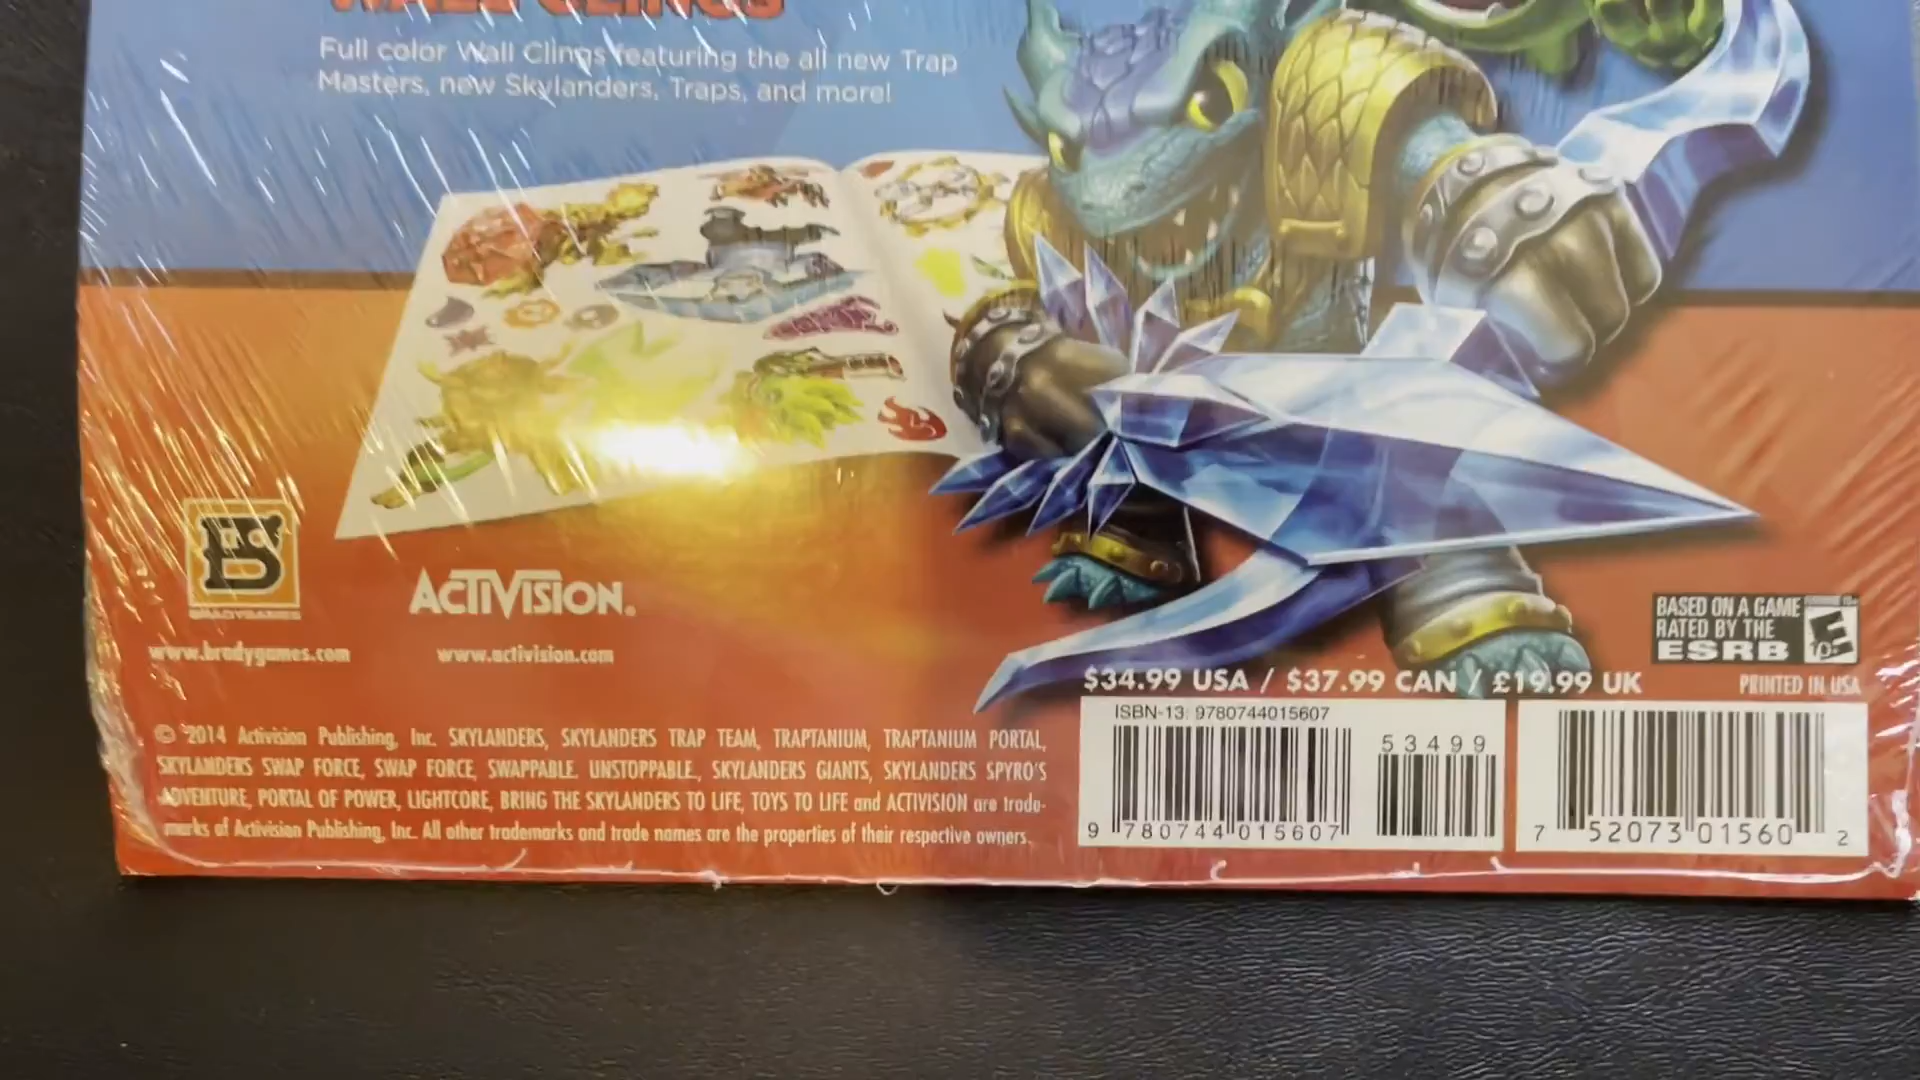 WALL CLINGS
Full color Wall Clings featuring the all new Trap
Masters, new Skylanders, Traps, and more!
BRADYGAMES
ACTIVISION®
www.bradygames.com
www.activision.com
BASED ON A GAME
RATED BY THE
ESRB
E
$34.99 USA / $37.99 CAN / £19.99 UK
PRINTED IN USA
ISBN-13: 9780744015607
53499
9 780744 015607
7 52073 01560 2
© 2014 Activision Publishing, Inc. SKYLANDERS, SKYLANDERS TRAP TEAM, TRAPTANIUM, TRAPTANIUM PORTAL,
SKYLANDERS SWAP FORCE, SWAP FORCE, SWAPPABLE. UNSTOPPABLE., SKYLANDERS GIANTS, SKYLANDERS SPYRO'S
ADVENTURE, PORTAL OF POWER, LIGHTCORE, BRING THE SKYLANDERS TO LIFE, TOYS TO LIFE and ACTIVISION are trade-
marks of Activision Publishing, Inc. All other trademarks and trade names are the properties of their respective owners.